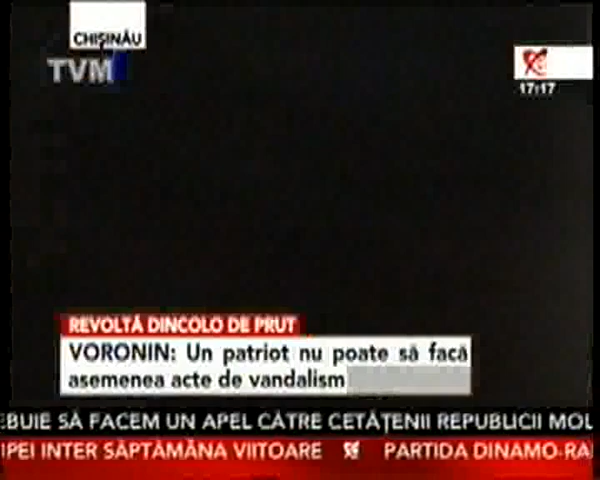 CHIȘINĂU
TVM
17:17
REVOLTĂ DINCOLO DE PRUT
VORONIN: Un patriot nu poate să facă
asemenea acte de vandalism
EBUIE SĂ FACEM UN APEL CĂTRE CETĂȚENII REPUBLICII MOL
IPEI INTER SĂPTĂMÂNA VIITOARE PARTIDA DINAMO-RA